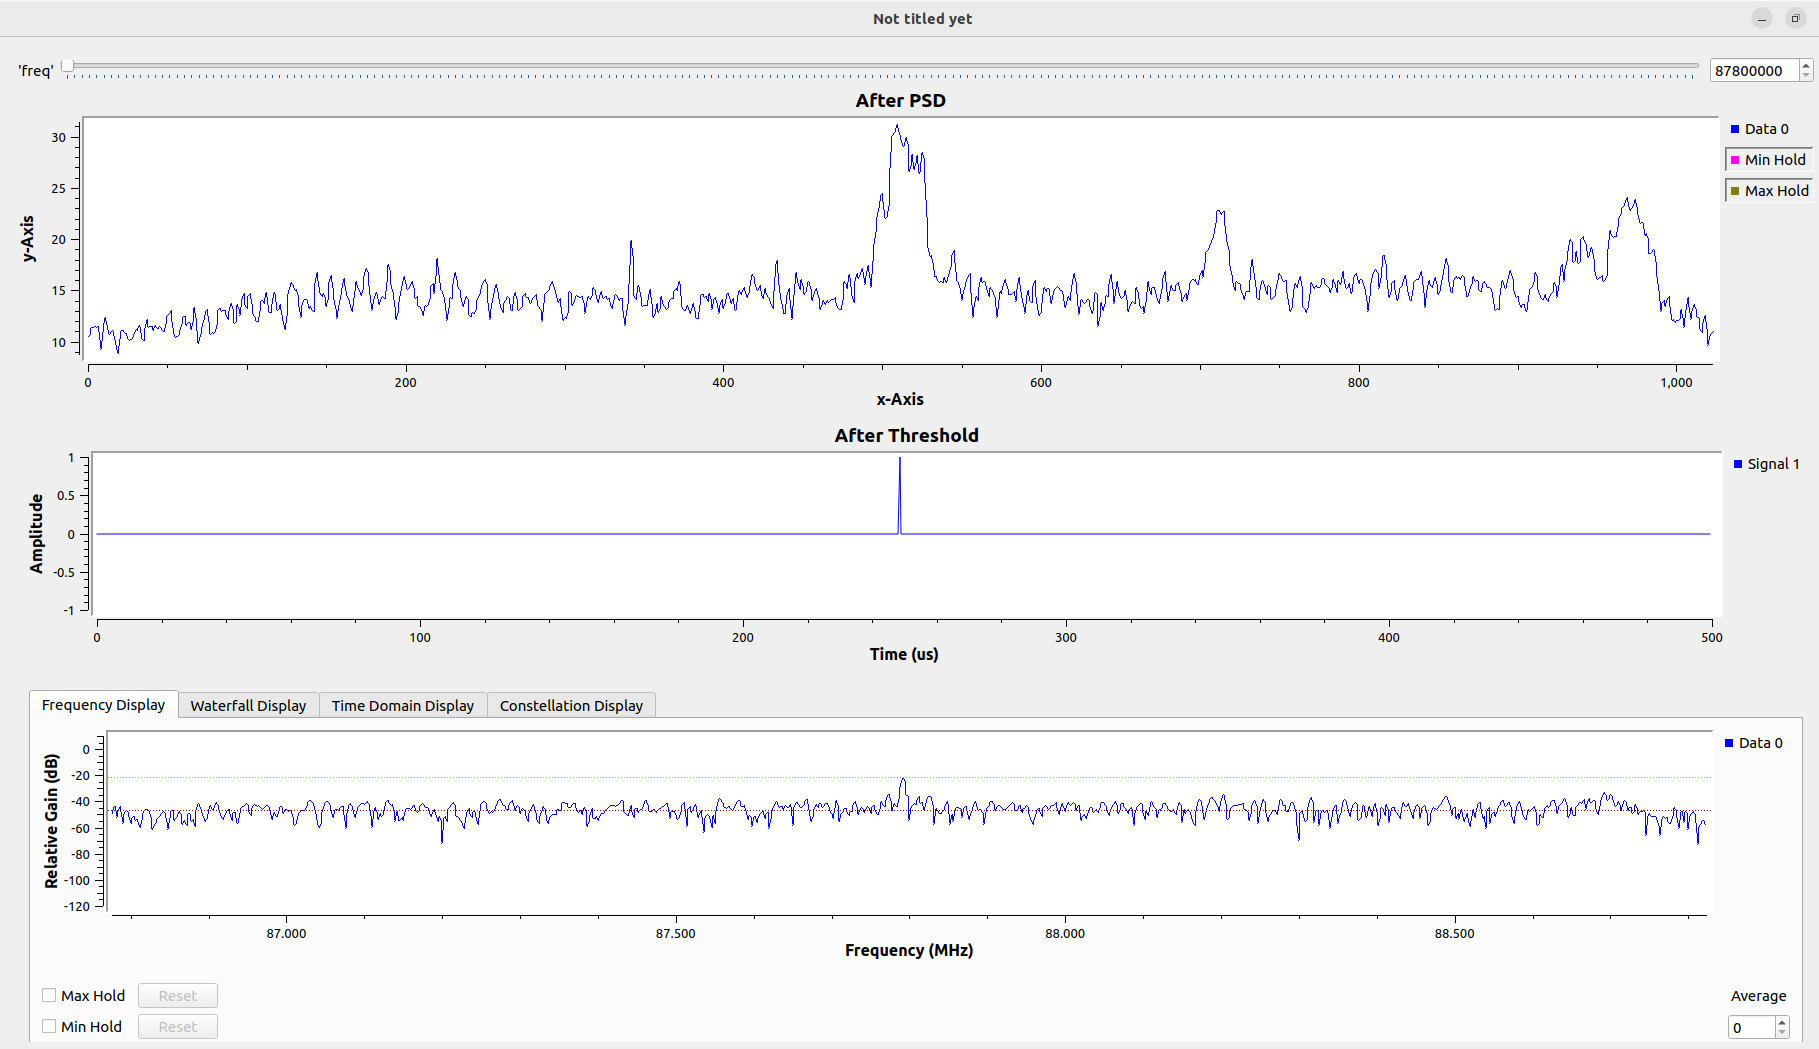 Not titled yet
'freq'
87800000
After PSD
30
25
20
15
10
y-Axis
0
200
400
600
800
1,000
x-Axis
Data 0
Min Hold
Max Hold
After Threshold
1
0.5
0
-0.5
-1
Amplitude
0
100
200
300
400
500
Time (us)
Signal 1
Frequency Display
Waterfall Display
Time Domain Display
Constellation Display
0
-20
-40
-60
-80
-100
-120
Relative Gain (dB)
87.000
87.500
88.000
88.500
Frequency (MHz)
Data 0
Max Hold
Reset
Min Hold
Reset
Average
0